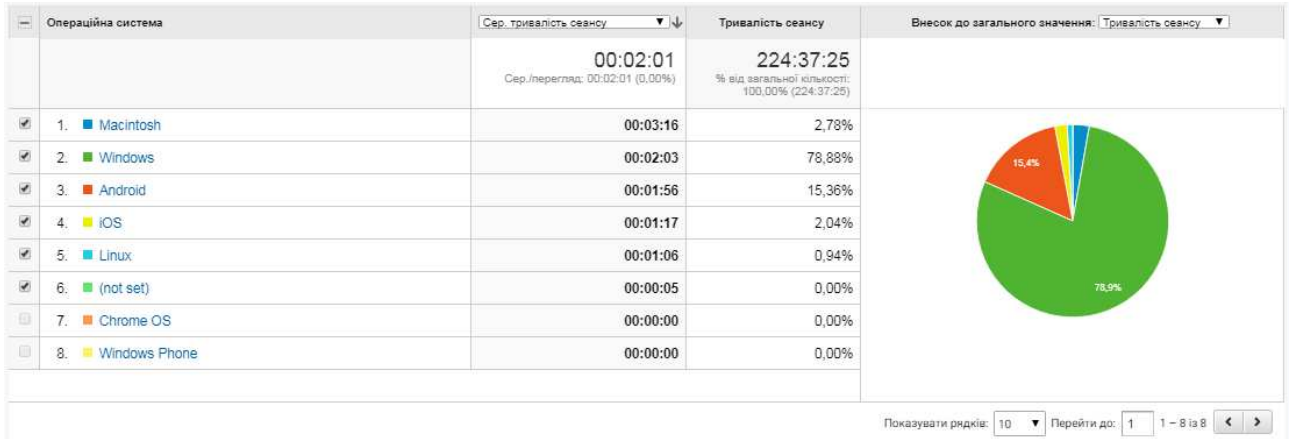 Операційна система Сер. тривалість сеансу Тривалість сеансу Внесок до загального значення: Тривалість сеансу
00:02:01 224:37:25
Сер./перегляд: 00:02:01 (0,00%) % від загальної кількості:
100,00% (224:37:25)
1. Macintosh 00:03:16 2,78%
2. Windows 00:02:03 78,88%
3. Android 00:01:56 15,36%
4. iOS 00:01:17 2,04%
5. Linux 00:01:06 0,94%
6. (not set) 00:00:05 0,00%
7. Chrome OS 00:00:00 0,00%
8. Windows Phone 00:00:00 0,00%
15,4%
78,9%
Показувати рядків: 10 Перейти до: 1 1 – 8 із 8